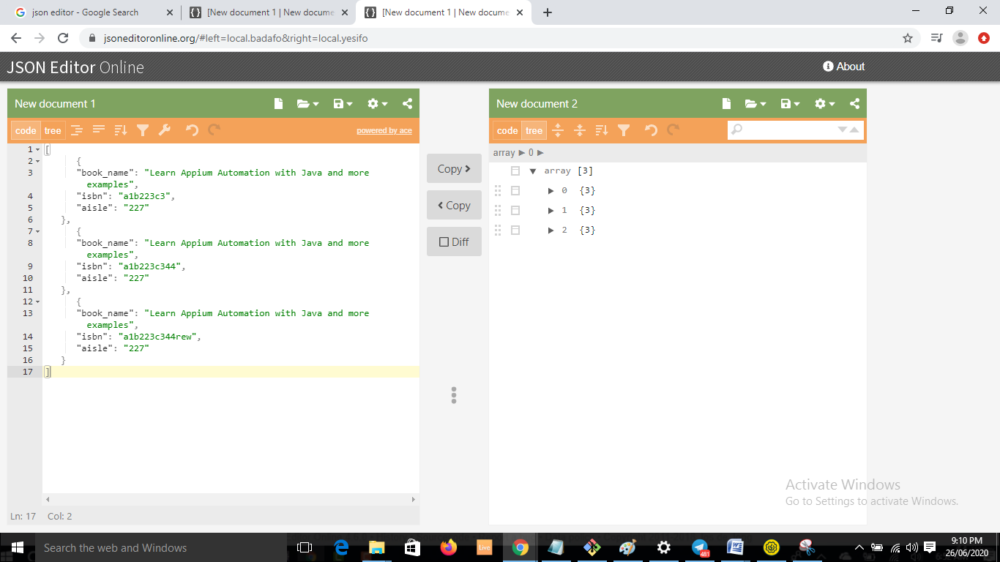 json editor - Google Search
[New document 1 | New docume
[New document 1 | New docume
jsoneditoronline.org/#left=local.badafo&right=local.yesifo
JSON Editor Online
About
New document 1
code tree
powered by ace
1 [
2 {
3 "book_name": "Learn Appium Automation with Java and more
examples",
4 "isbn": "a1b223c3",
5 "aisle": "227"
6 },
7 {
8 "book_name": "Learn Appium Automation with Java and more
examples",
9 "isbn": "a1b223c344",
10 "aisle": "227"
11 },
12 {
13 "book_name": "Learn Appium Automation with Java and more
examples",
14 "isbn": "a1b223c344rew",
15 "aisle": "227"
16 }
17 ]
Ln: 17 Col: 2
Copy >
< Copy
Diff
New document 2
code tree
array ▶ 0 ▶
▼ array [3]
▶ 0 {3}
▶ 1 {3}
▶ 2 {3}
Activate Windows
Go to Settings to activate Windows.
Search the web and Windows
live
481
9:10 PM
26/06/2020